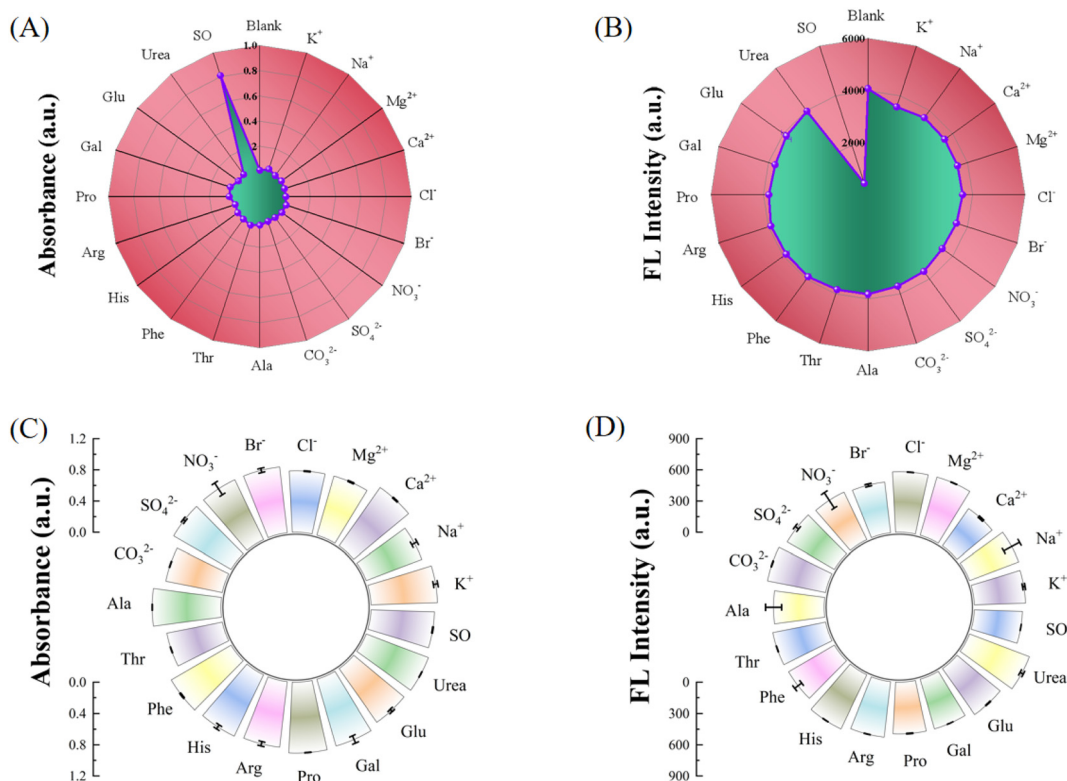 (A)
Absorbance (a.u.)
Blank
K⁺
Na⁺
Mg²⁺
Ca²⁺
Cl⁻
Br⁻
NO₃⁻
SO₄²⁻
CO₃²⁻
Ala
Thr
Phe
His
Arg
Pro
Gal
Glu
Urea
SO
1.0
0.8
0.6
0.4
2
(B)
FL Intensity (a.u.)
Blank
K⁺
Na⁺
Ca²⁺
Mg²⁺
Cl⁻
Br⁻
NO₃⁻
SO₄²⁻
CO₃²⁻
Ala
Thr
Phe
His
Arg
Pro
Gal
Glu
Urea
SO
6000
4000
2000
(C)
Absorbance (a.u.)
1.2
0.8
0.4
0.0
0.0
0.4
0.8
1.2
Cl⁻
Mg²⁺
Ca²⁺
Na⁺
K⁺
SO
Urea
Glu
Gal
Pro
Arg
His
Phe
Thr
Ala
CO₃²⁻
SO₄²⁻
NO₃⁻
Br⁻
(D)
FL Intensity (a.u.)
900
600
300
0
0
300
600
900
Cl⁻
Mg²⁺
Ca²⁺
Na⁺
K⁺
SO
Urea
Glu
Gal
Pro
Arg
His
Phe
Thr
Ala
CO₃²⁻
SO₄²⁻
NO₃⁻
Br⁻